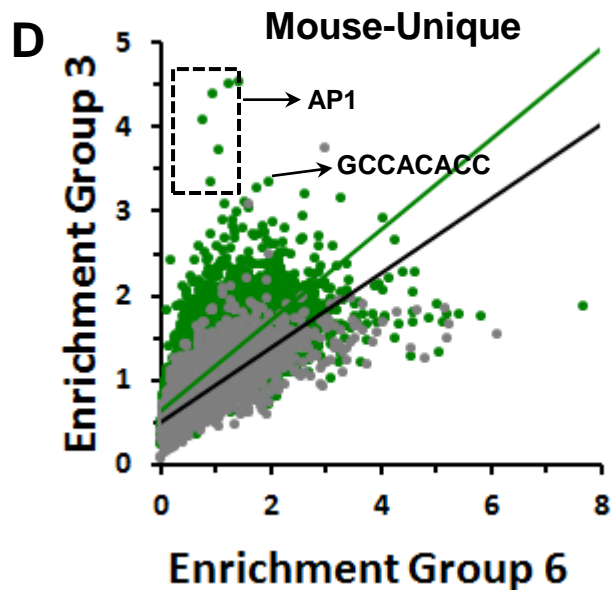 D
Mouse-Unique
Enrichment Group 3
5
4
3
2
1
0
AP1
GCCACACC
0 2 4 6 8
Enrichment Group 6